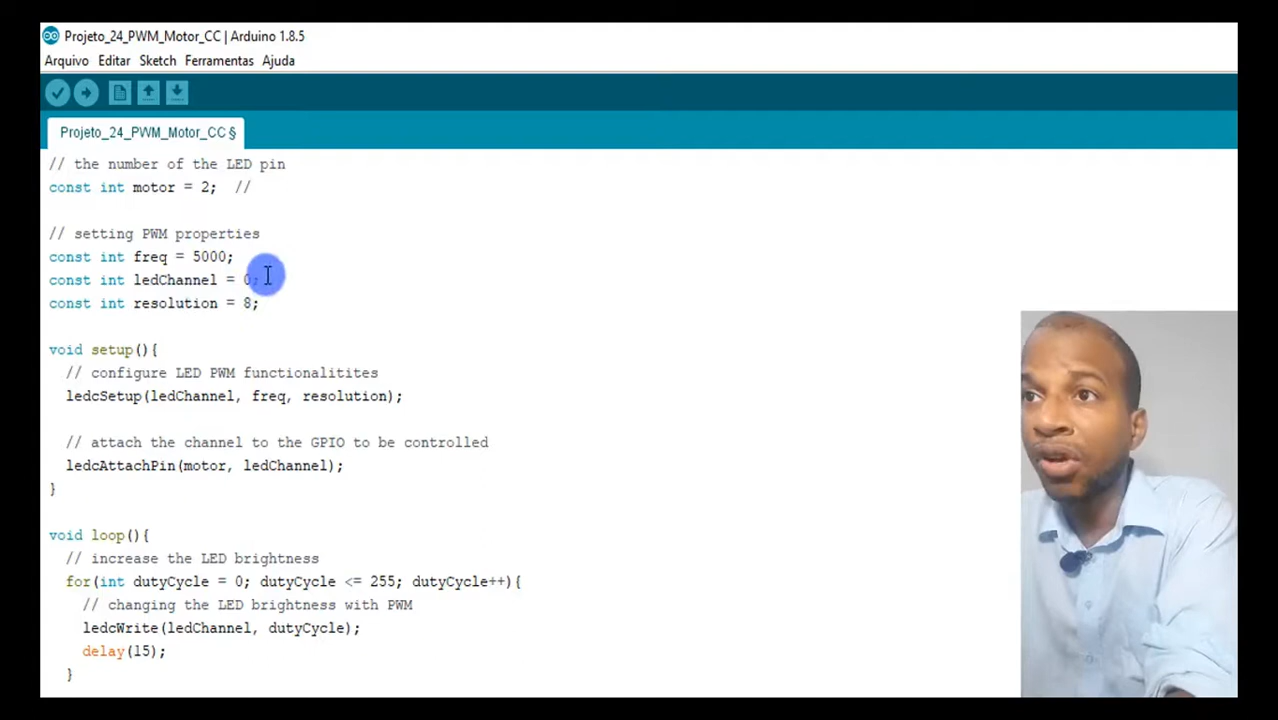 Projeto_24_PWM_Motor_CC | Arduino 1.8.5
Arquivo Editar Sketch Ferramentas Ajuda
Projeto_24_PWM_Motor_CC §
// the number of the LED pin
const int motor = 2;  //
// setting PWM properties
const int freq = 5000;
const int ledChannel = 0;
const int resolution = 8;
void setup(){
// configure LED PWM functionalitites
ledcSetup(ledChannel, freq, resolution);
// attach the channel to the GPIO to be controlled
ledcAttachPin(motor, ledChannel);
}
void loop(){
// increase the LED brightness
for(int dutyCycle = 0; dutyCycle <= 255; dutyCycle++){
// changing the LED brightness with PWM
ledcWrite(ledChannel, dutyCycle);
delay(15);
}